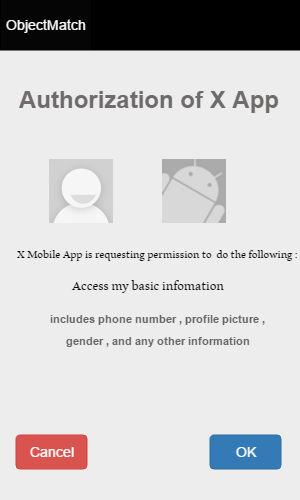 ObjectMatch
Authorization of X App
X Mobile App is requesting permission to do the following :
Access my basic infomation
includes phone number , profile picture ,
gender , and any other information
Cancel
OK